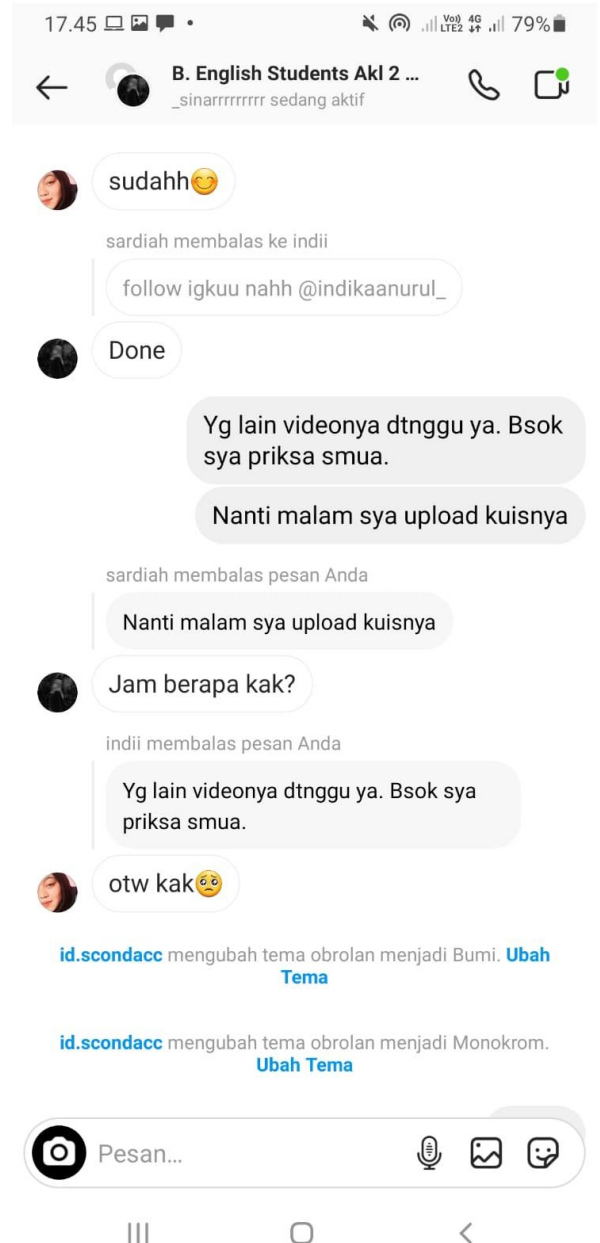 17.45
Vo)) 4G
LTE2
79%
B. English Students Akl 2 ...
_sinarrrrrrrrr sedang aktif
sudahh😊
sardiah membalas ke indii
follow igkuu nahh @indikaanurul_
Done
Yg lain videonya dtnggu ya. Bsok
sya priksa smua.
Nanti malam sya upload kuisnya
sardiah membalas pesan Anda
Nanti malam sya upload kuisnya
Jam berapa kak?
indii membalas pesan Anda
Yg lain videonya dtnggu ya. Bsok sya
priksa smua.
otw kak🥺
id.scondacc mengubah tema obrolan menjadi Bumi. Ubah
Tema
id.scondacc mengubah tema obrolan menjadi Monokrom.
Ubah Tema
Pesan...